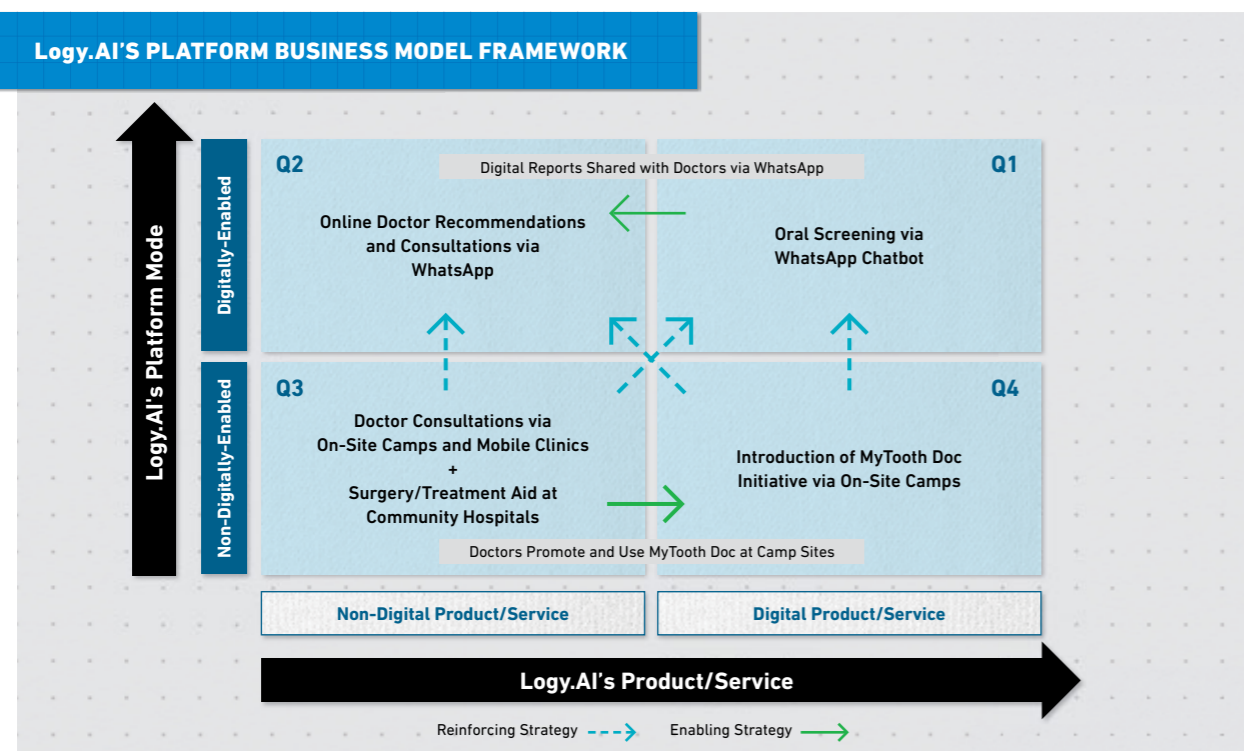 Logy.AI'S PLATFORM BUSINESS MODEL FRAMEWORK
Logy.AI's Platform Mode
Digitally-Enabled
Q2
Digital Reports Shared with Doctors via WhatsApp
Q1
Online Doctor Recommendations
and Consultations via
WhatsApp
Oral Screening via
WhatsApp Chatbot
Non-Digitally-Enabled
Q3
Q4
Doctor Consultations via
On-Site Camps and Mobile Clinics
+
Surgery/Treatment Aid at
Community Hospitals
Introduction of MyTooth Doc
Initiative via On-Site Camps
Doctors Promote and Use MyTooth Doc at Camp Sites
Non-Digital Product/Service
Digital Product/Service
Logy.AI’s Product/Service
Reinforcing Strategy
Enabling Strategy